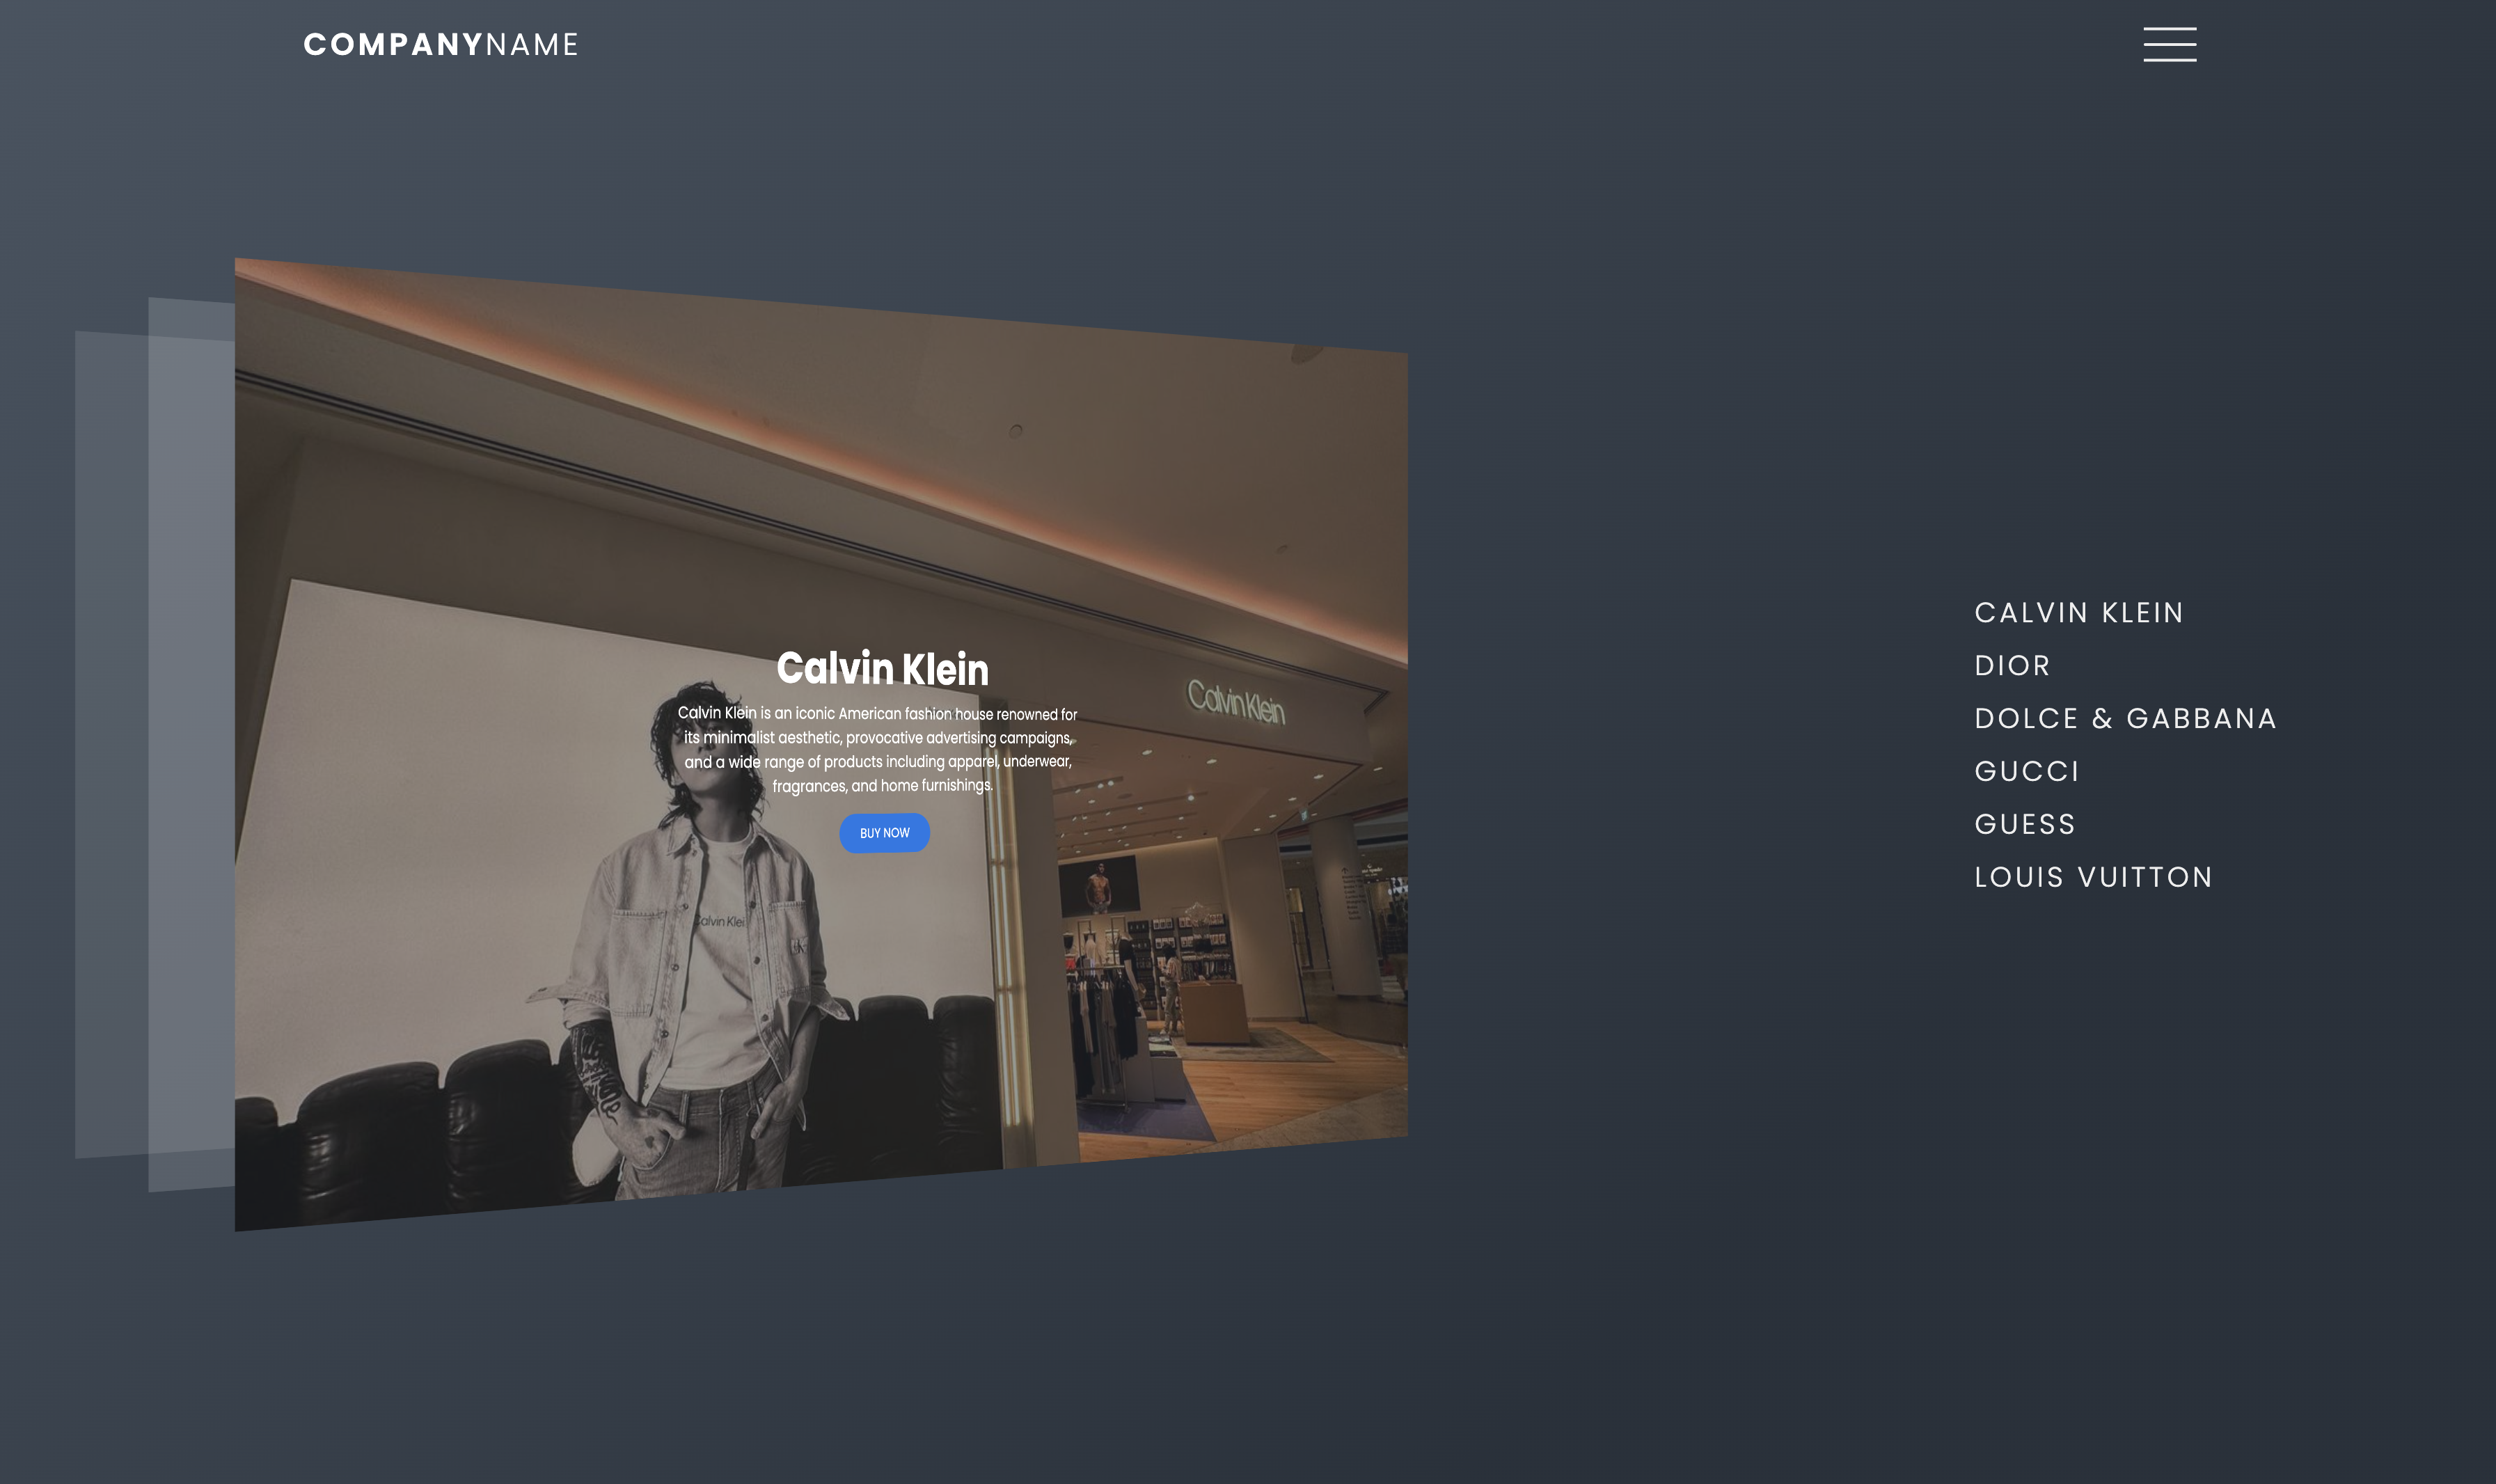 COMPANYNAME
Calvin Klein
Calvin Klein is an iconic American fashion house renowned for
its minimalist aesthetic, provocative advertising campaigns,
and a wide range of products including apparel, underwear,
fragrances, and home furnishings.
BUY NOW
Calvin Klein
Calvin Klei
CALVIN KLEIN
DIOR
DOLCE & GABBANA
GUCCI
GUESS
LOUIS VUITTON